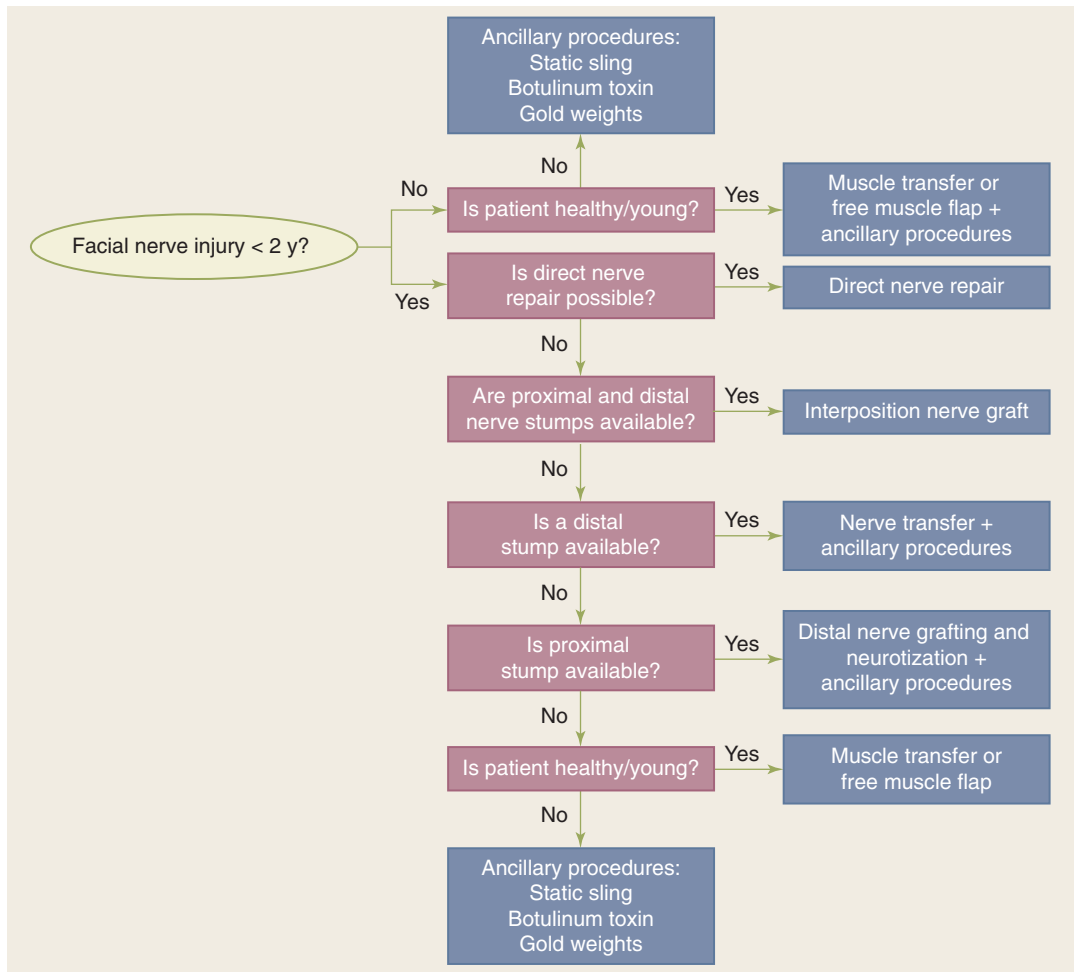 Ancillary procedures:
Static sling
Botulinum toxin
Gold weights
No
No
Is patient healthy/young?
Yes
Muscle transfer or
free muscle flap +
ancillary procedures
Facial nerve injury < 2 y?
Yes
Is direct nerve
repair possible?
Yes
Direct nerve repair
No
Are proximal and distal
nerve stumps available?
Yes
Interposition nerve graft
No
Is a distal
stump available?
Yes
Nerve transfer +
ancillary procedures
No
Is proximal
stump available?
Yes
Distal nerve grafting and
neurotization +
ancillary procedures
No
Is patient healthy/young?
Yes
Muscle transfer or
free muscle flap
No
Ancillary procedures:
Static sling
Botulinum toxin
Gold weights